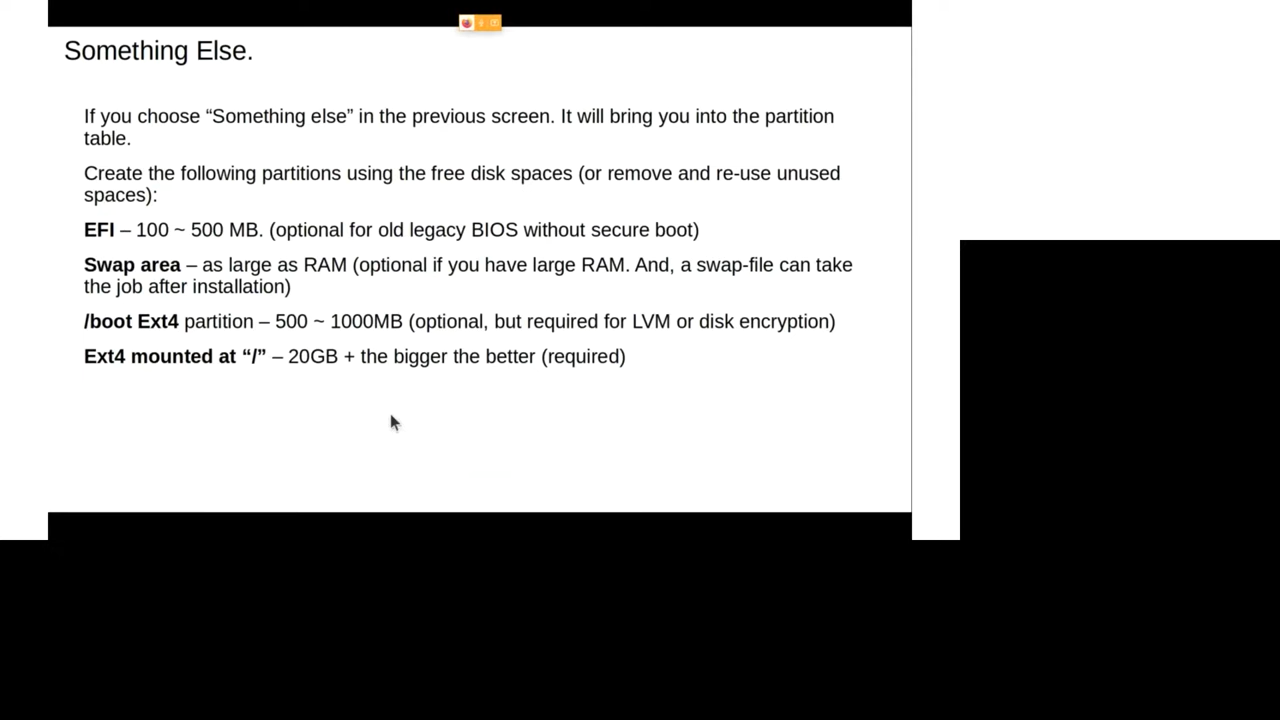 Something Else.
If you choose “Something else” in the previous screen. It will bring you into the partition
table.
Create the following partitions using the free disk spaces (or remove and re-use unused
spaces):
EFI – 100 ~ 500 MB. (optional for old legacy BIOS without secure boot)
Swap area – as large as RAM (optional if you have large RAM. And, a swap-file can take
the job after installation)
/boot Ext4 partition – 500 ~ 1000MB (optional, but required for LVM or disk encryption)
Ext4 mounted at “/” – 20GB + the bigger the better (required)